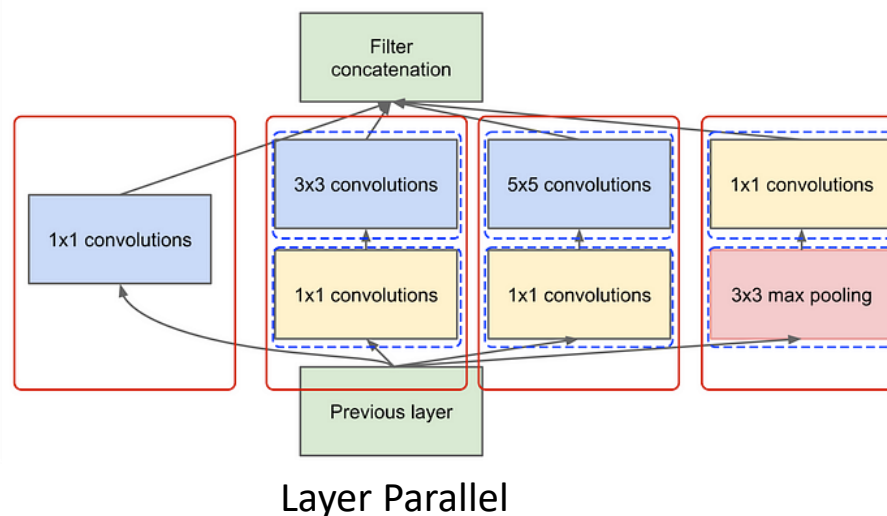 Filter
concatenation
3x3 convolutions
5x5 convolutions
1x1 convolutions
1x1 convolutions
1x1 convolutions
1x1 convolutions
3x3 max pooling
Previous layer
Layer Parallel